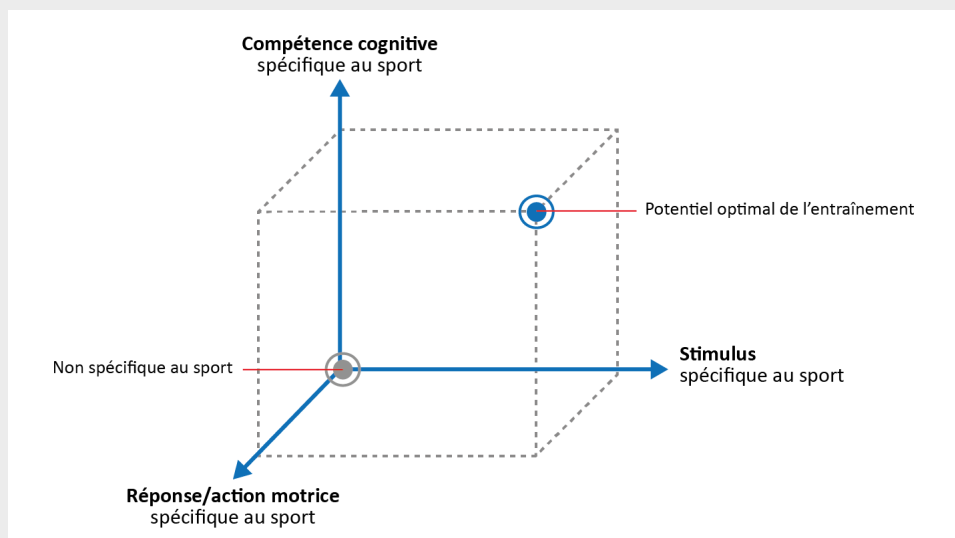 Compétence cognitive
spécifique au sport
Potentiel optimal de l’entraînement
Non spécifique au sport
Stimulus
spécifique au sport
Réponse/action motrice
spécifique au sport